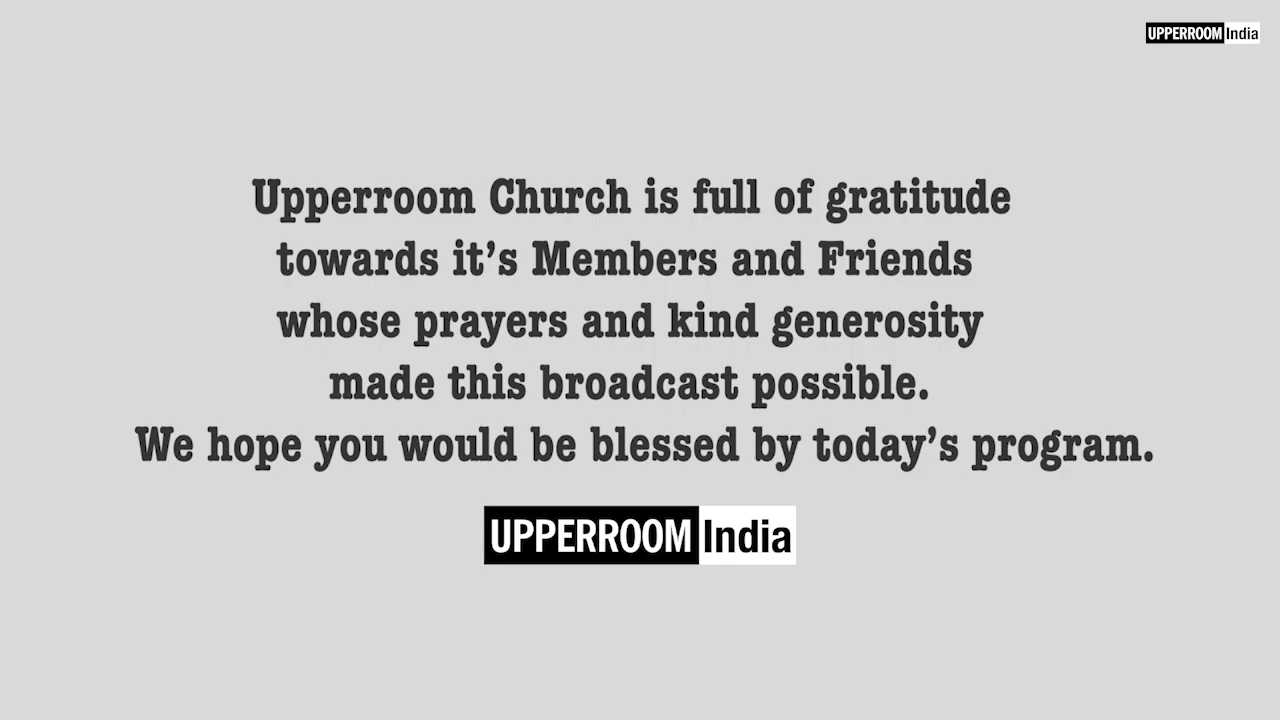 UPPERROOM India
Upperroom Church is full of gratitude
towards it's Members and Friends
whose prayers and kind generosity
made this broadcast possible.
We hope you would be blessed by today's program.
UPPERROOM India